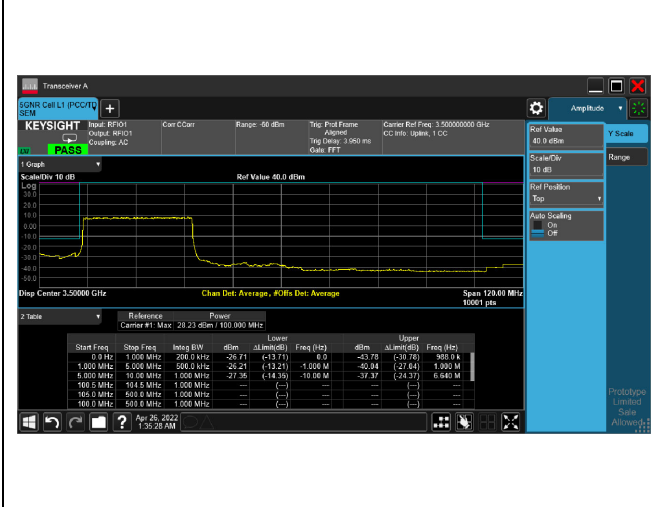 Transceiver A
5GNR Cell L1 (PCC/TD
SEM
KEYSIGHT
LXI
PASS
Input: RFIO1
Output: RFIO1
Coupling: AC
Corr CCorr
Range: -60 dBm
Trig: Prot Frame
Aligned
Trig Delay: 3.950 ms
Gate: FFT
Carrier Ref Freq: 3.500000000 GHz
CC Info: Uplink, 1 CC
1 Graph
Scale/Div 10 dB
Ref Value 40.0 dBm
Log
30.0
20.0
10.0
0.00
-10.0
-20.0
-30.0
-40.0
-50.0
Disp Center 3.50000 GHz
Chan Det: Average, #Offs Det: Average
Span 120.00 MHz
10001 pts
2 Table
Reference Power
Carrier #1: Max 28.23 dBm / 100.000 MHz
Lower Upper
Start Freq Stop Freq Integ BW dBm ΔLimit(dB) Freq (Hz) dBm ΔLimit(dB) Freq (Hz)
0.0 Hz 1.000 MHz 200.0 kHz -26.71 (-13.71) 0.0 -43.78 (-30.78) 988.0 k
1.000 MHz 5.000 MHz 500.0 kHz -26.21 (-13.21) -1.000 M -40.04 (-27.04) 1.000 M
5.000 MHz 10.00 MHz 1.000 MHz -27.35 (-14.35) -10.00 M -37.37 (-24.37) 6.640 M
100.5 MHz 104.5 MHz 1.000 MHz --- (---) --- (---)
105.0 MHz 500.0 MHz 1.000 MHz --- (---) --- (---)
100.0 MHz 500.0 MHz 1.000 MHz --- (---) --- (---)
Apr 26, 2022
1:35:28 AM
Amplitude
Ref Value
40.0 dBm
Scale/Div
10 dB
Ref Position
Top
Auto Scaling
On
Off
Y Scale
Range
Prototype
Limited
Sale
Allowed